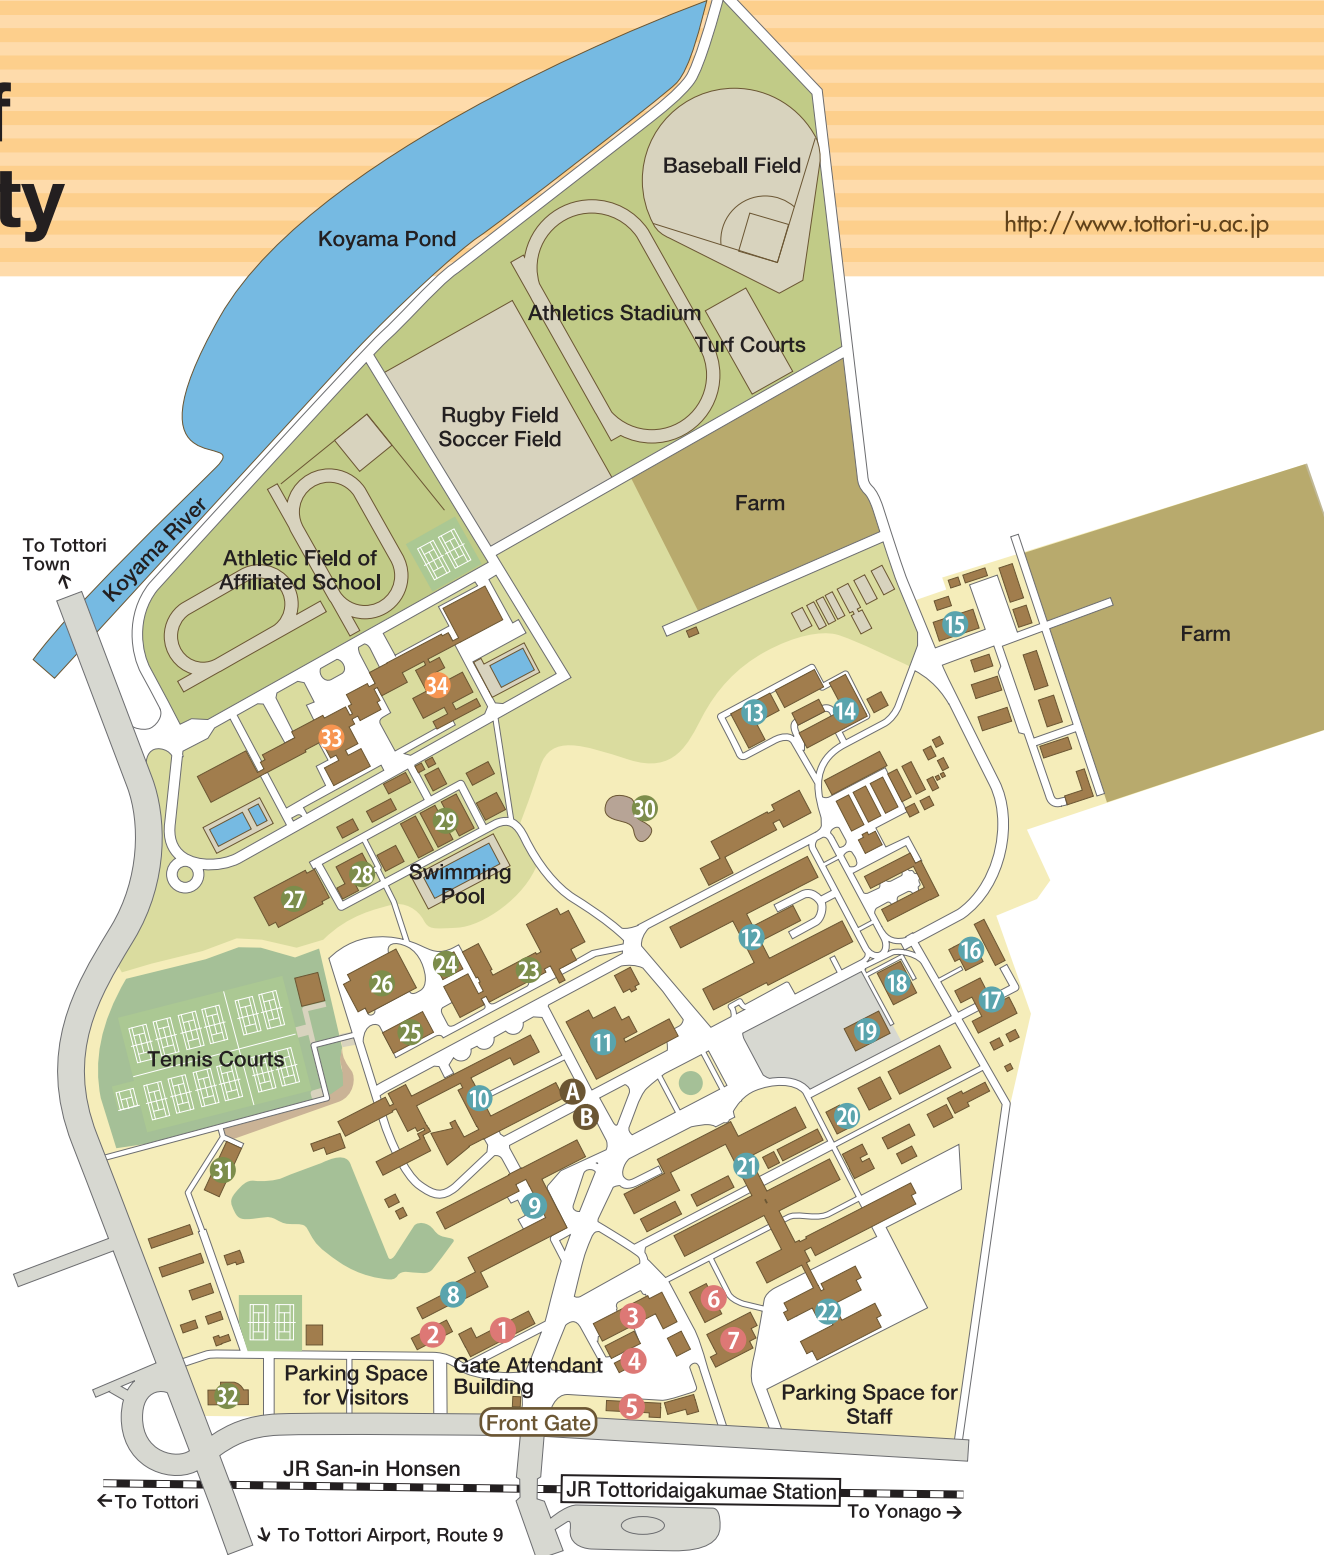 f
ty
http://www.tottori-u.ac.jp
Baseball Field
Koyama Pond
Athletics Stadium
Turf Courts
Rugby Field
Soccer Field
Farm
Koyama River
To Tottori
Town
Athletic Field of
Affiliated School
15
Farm
34
13
14
33
30
29
28
Swimming
Pool
27
12
16
24
23
26
18
17
25
19
11
Tennis Courts
10
A
B
20
31
21
9
8
6
22
2
1
3
7
4
Gate Attendant
Building
Parking Space
for Visitors
32
5
Parking Space for
Staff
Front Gate
JR San-in Honsen
JR Tottoridaigakumae Station
←To Tottori
To Yonago →
↓ To Tottori Airport, Route 9